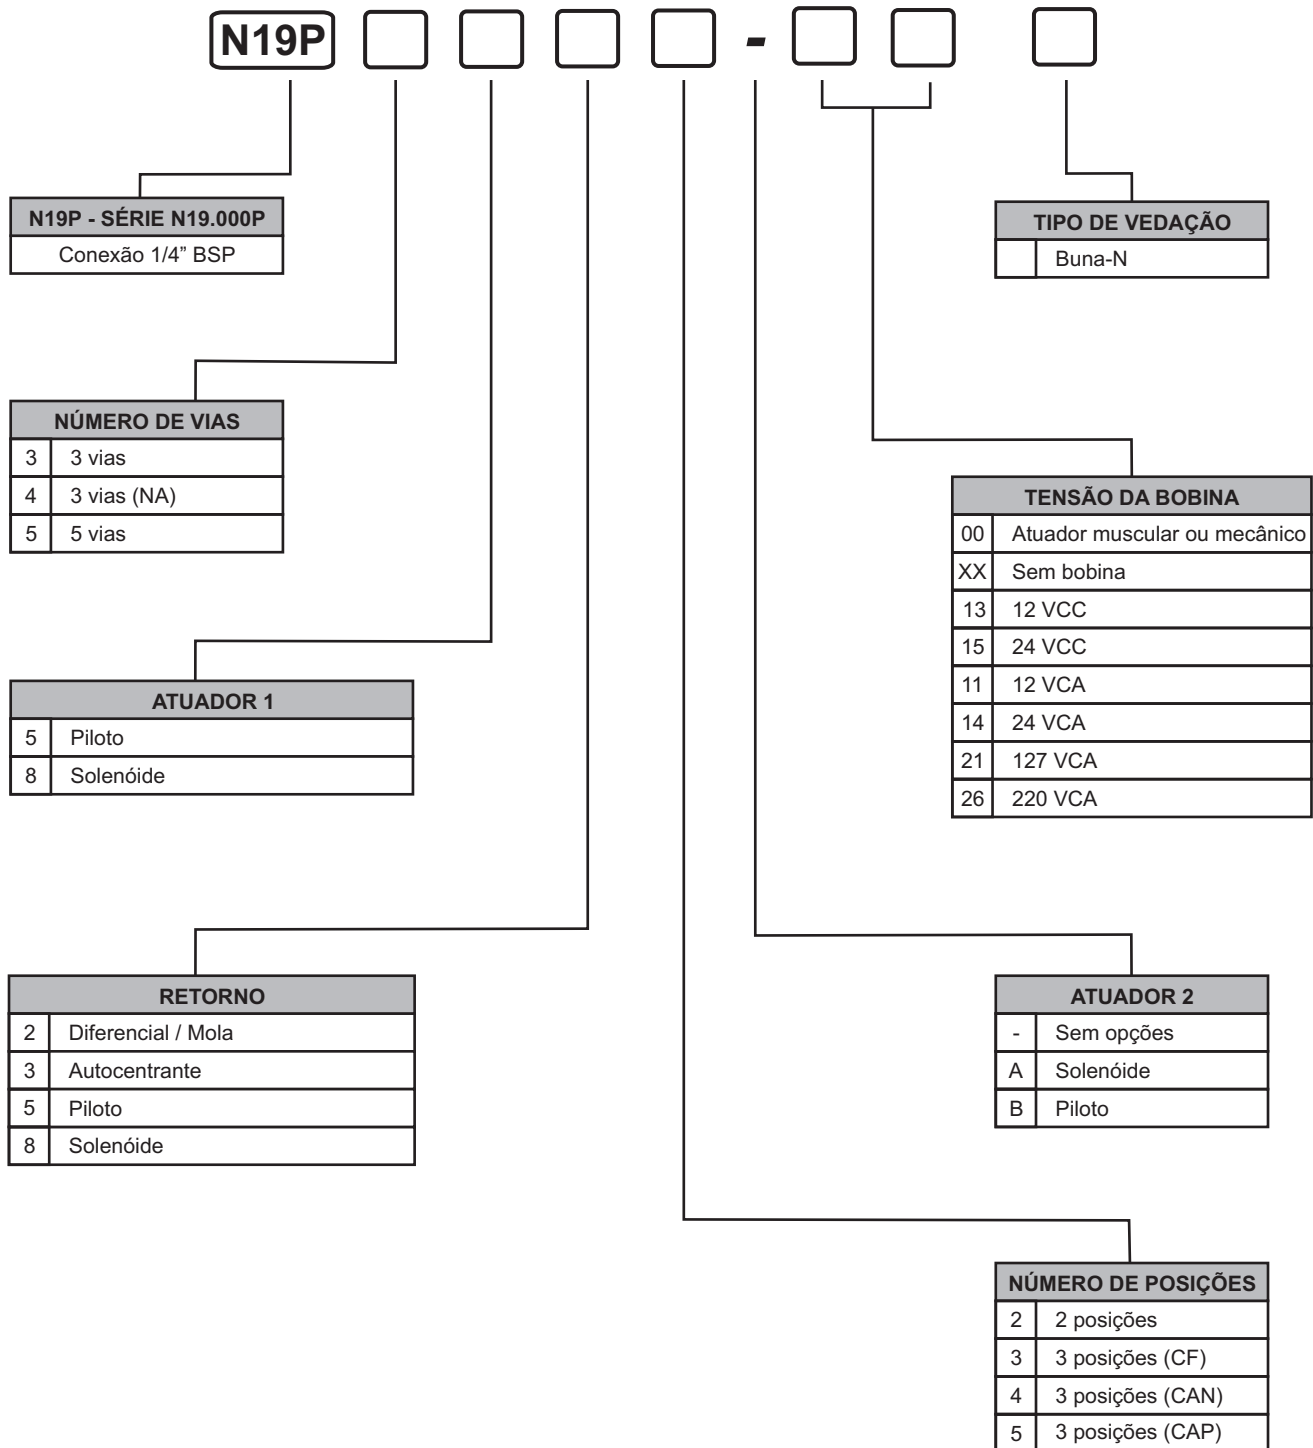 N19P -
N19P - SÉRIE N19.000P
Conexão 1/4” BSP
TIPO DE VEDAÇÃO
Buna-N
NÚMERO DE VIAS
3 3 vias
4 3 vias (NA)
5 5 vias
TENSÃO DA BOBINA
00 Atuador muscular ou mecânico
XX Sem bobina
13 12 VCC
15 24 VCC
11 12 VCA
14 24 VCA
21 127 VCA
26 220 VCA
ATUADOR 1
5 Piloto
8 Solenóide
RETORNO
2 Diferencial / Mola
3 Autocentrante
5 Piloto
8 Solenóide
ATUADOR 2
- Sem opções
A Solenóide
B Piloto
NÚMERO DE POSIÇÕES
2 2 posições
3 3 posições (CF)
4 3 posições (CAN)
5 3 posições (CAP)